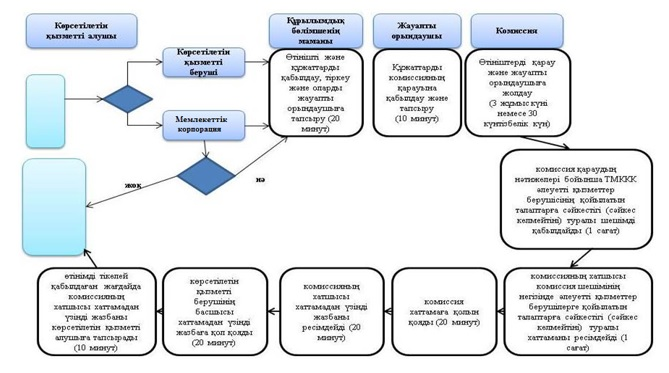 Көрсетілетін
қызметті алушы
Құрылымдық
бөлімшенің
маманы
Жауапты
орындаушы
Комиссия
Көрсетілетін
қызметті
беруші
Мемлекеттік
корпорация
Өтінішті және
құжаттарды
қабылдау, тіркеу
және оларды
жауапты
орындаушыға
тапсыру (20
минут)
Құжаттарды
комиссияның
қарауына
қабылдау және
тапсыру
(10 минут)
Өтініштерді қарау
және жауапты
орындаушыға
жолдау
(3 жұмыс күні
немесе 30
күнтізбелік күн)
жоқ
иә
комиссия қараудың
нәтижелері бойынша ТМККК
әлеуетті қызметтер
берушісінің қойылатын
талаптарға сәйкестігі (сәйкес
келмейтіні) туралы шешімді
қабылдайды (1 сағат)
өтінімді тікелей
қабылдаған жағдайда
комиссияның
хатшысы хаттамадан
үзінді жазбаны
көрсетілетін қызметті
алушыға тапсырады
(10 минут)
көрсетілетін
қызметті
берушінің
басшысы
хаттамадан үзінді
жазбаға қол қояды
(20 минут)
комиссияның
хатшысы
хаттамадан үзінді
жазбаны
ресімдейді (20
минут)
комиссия
хаттамаға қолын
қояды (20 минут)
комиссияның хатшысы
комиссия шешімінің
негізінде әлеуетті қызметтер
берушілерге қойылатын
талаптарға сәйкестігі (сәйкес
келмейтіні) туралы
хаттаманы ресімдейді (1
сағат)